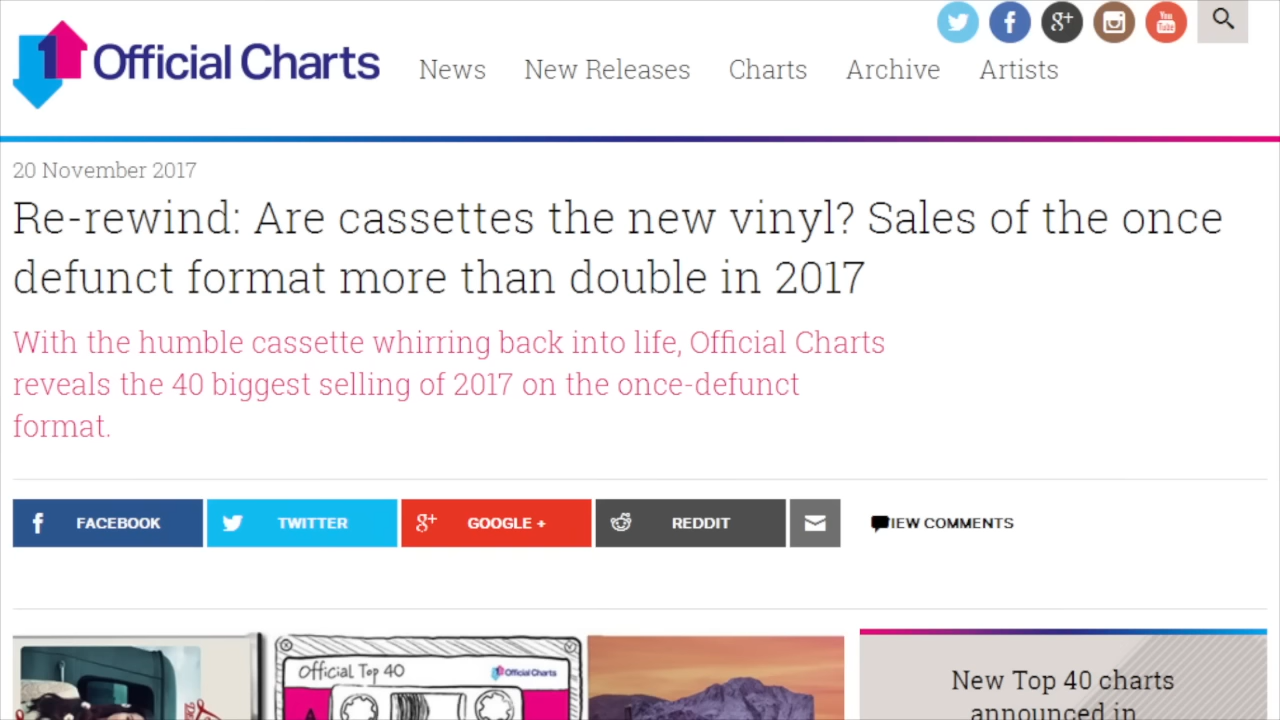 Official Charts
News New Releases Charts Archive Artists
20 November 2017
Re-rewind: Are cassettes the new vinyl? Sales of the once
defunct format more than double in 2017
With the humble cassette whirring back into life, Official Charts
reveals the 40 biggest selling of 2017 on the once-defunct
format.
FACEBOOK TWITTER GOOGLE + REDDIT IEW COMMENTS
Official Top 40 Official Charts
A
New Top 40 charts
announced in